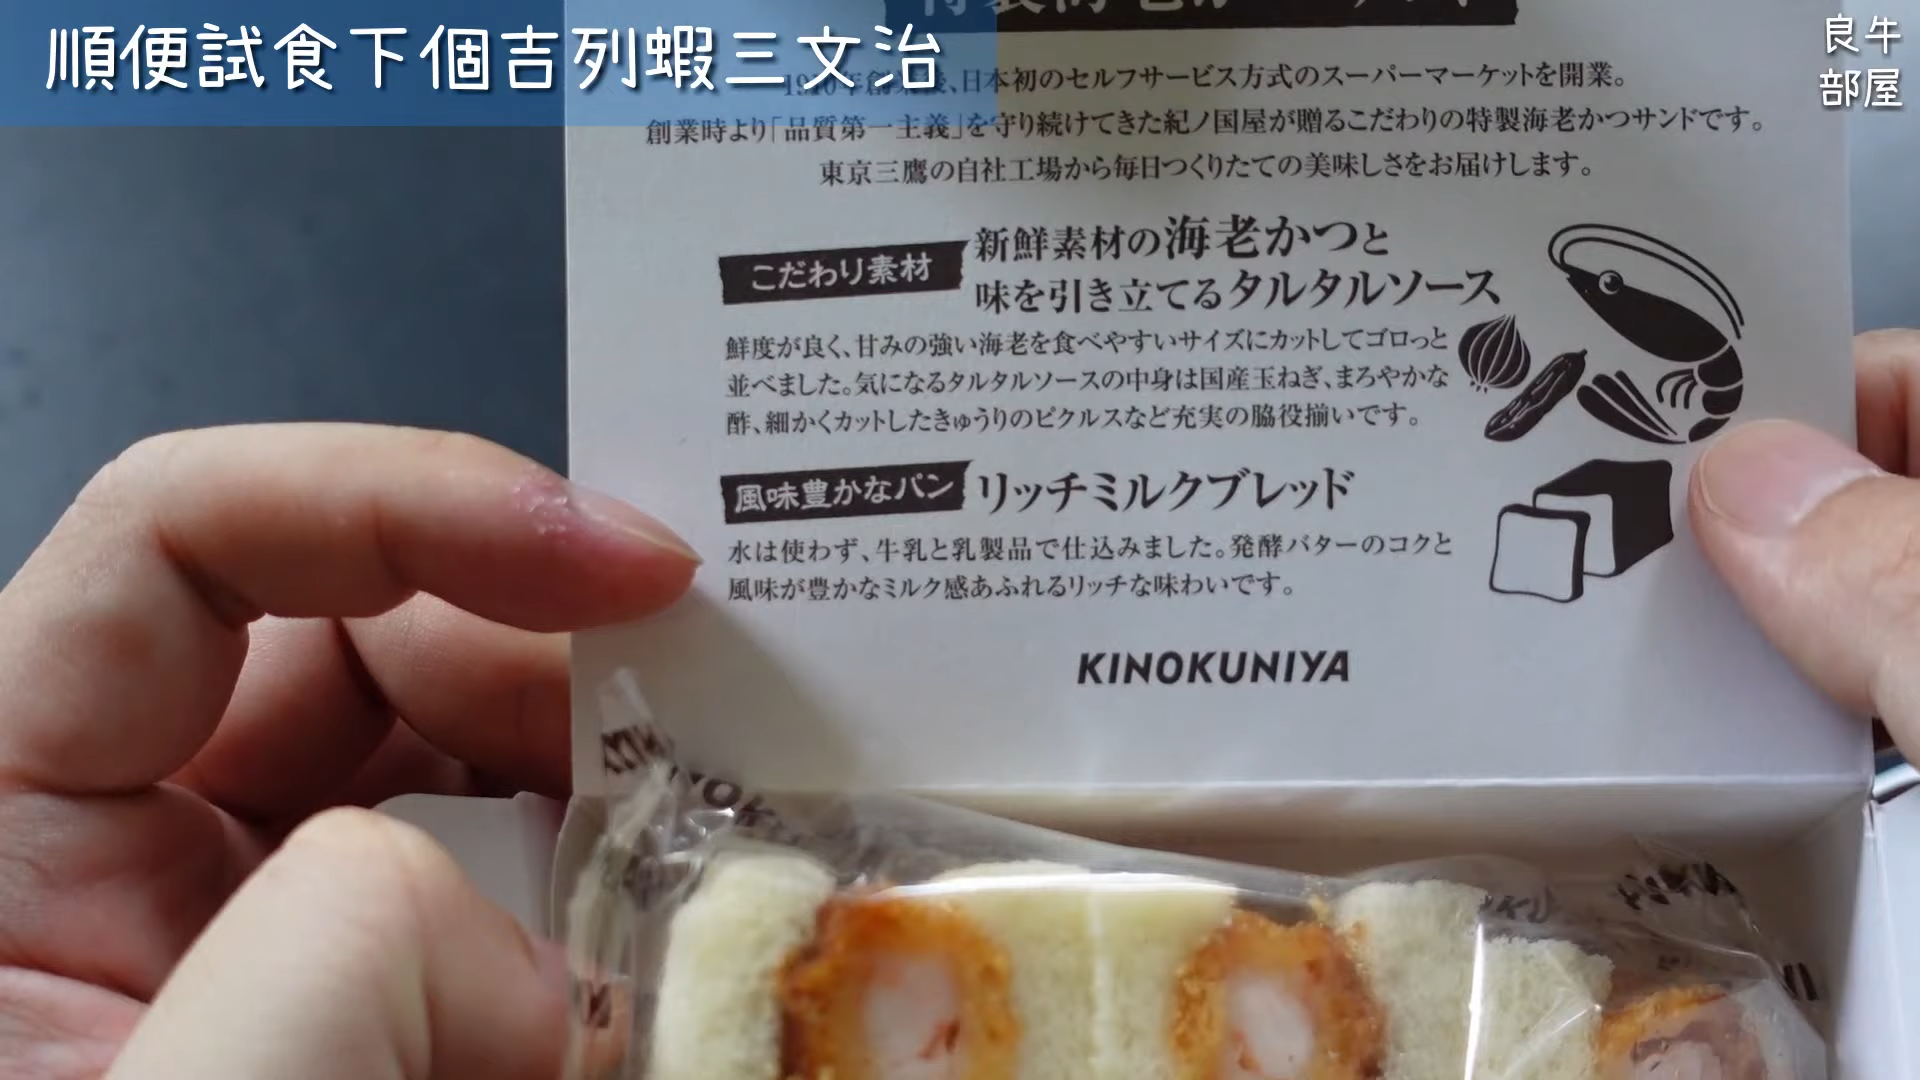 順便試食下個吉列蝦三文治
良牛
部屋
1910年創業後、日本初のセルフサービス方式のスーパーマーケットを開業。
創業時より「品質第一主義」を守り続けてきた紀ノ国屋が贈るこだわりの特製海老かつサンドです。
東京三鷹の自社工場から毎日つくりたての美味しさをお届けします。
こだわり素材
新鮮素材の海老かつと
味を引き立てるタルタルソース
鮮度が良く、甘みの強い海老を食べやすいサイズにカットしてゴロっと
並べました。気になるタルタルソースの中身は国産玉ねぎ、まろやかな
酢、細かくカットしたきゅうりのピクルスなど充実の脇役揃いです。
風味豊かなパン
リッチミルクブレッド
水は使わず、牛乳と乳製品で仕込みました。発酵バターのコクと
風味が豊かなミルク感あふれるリッチな味わいです。
KINOKUNIYA